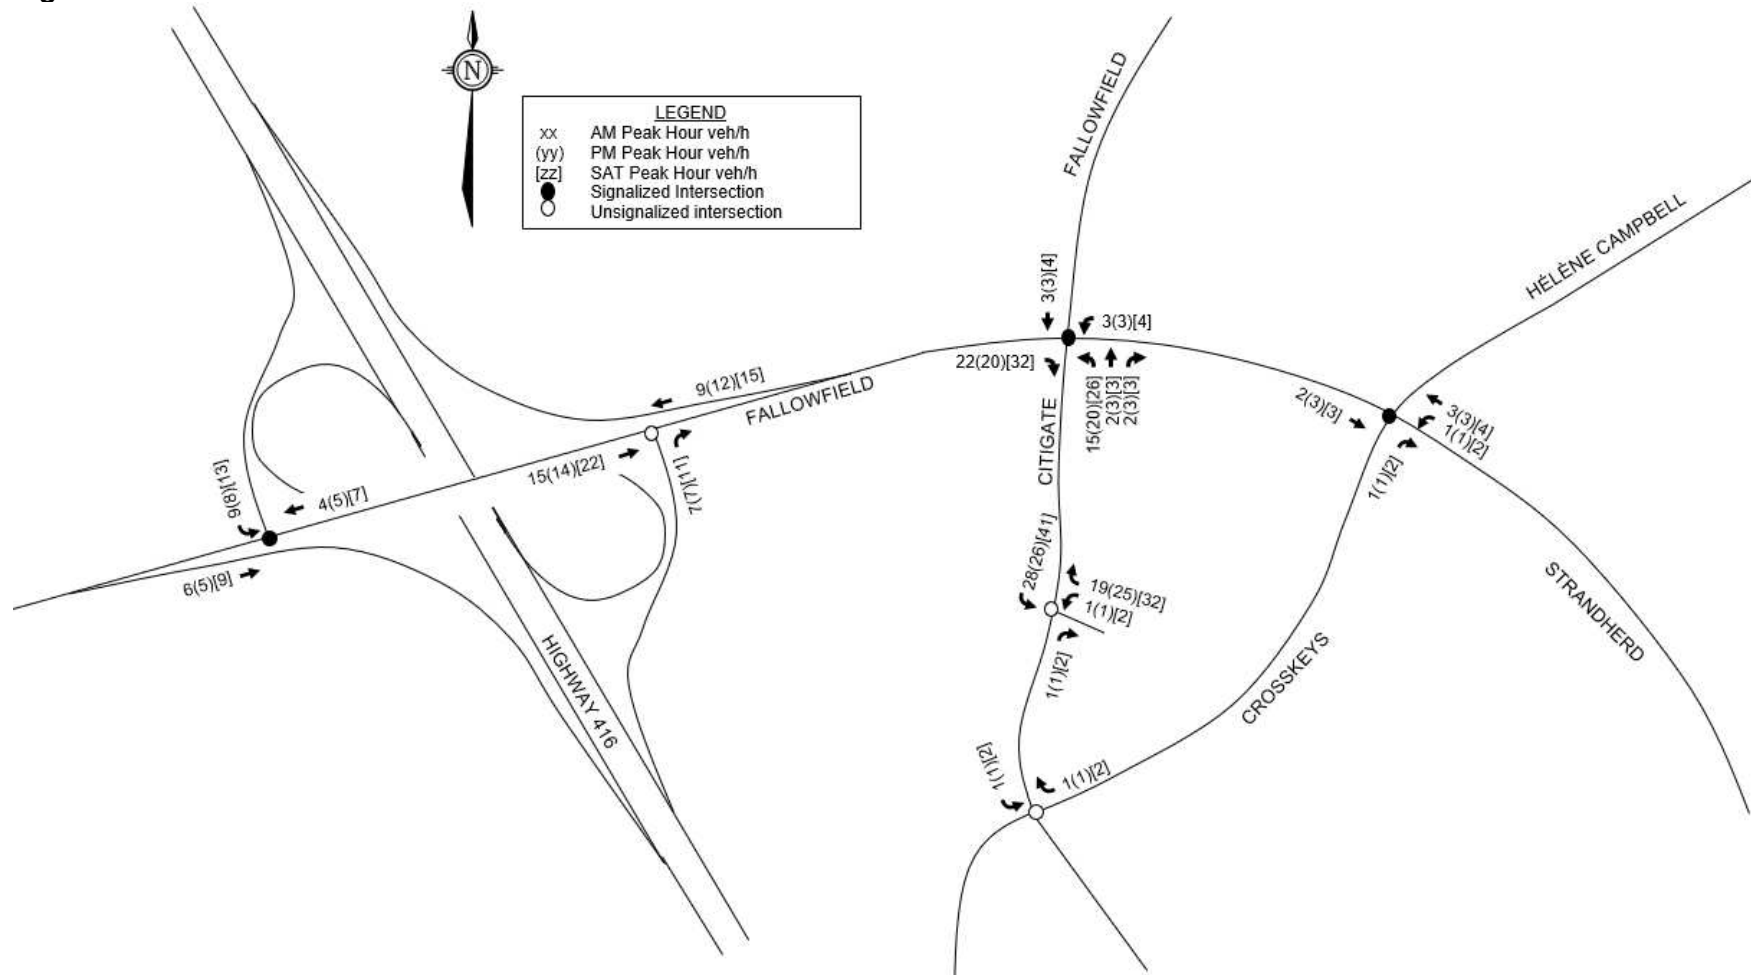 N
LEGEND
xx AM Peak Hour veh/h
(yy) PM Peak Hour veh/h
[zz] SAT Peak Hour veh/h
Signalized Intersection
Unsignalized intersection
FALLOWFIELD
HÉLÈNE CAMPBELL
3(3)[4]
3(3)[4]
22(20)[32]
15(20)[26]
2(3)[3]
2(3)[3]
9(12)[15]
FALLOWFIELD
2(3)[3]
3(3)[4]
1(1)[2]
1(1)[2]
CITIGATE
15(14)[22]
7(7)[11]
9(8)[13]
4(5)[7]
6(5)[9]
28(26)[41]
19(25)[32]
1(1)[2]
1(1)[2]
STRANDHERD
CROSSKEYS
HIGHWAY 416
1(1)[2]
1(1)[2]